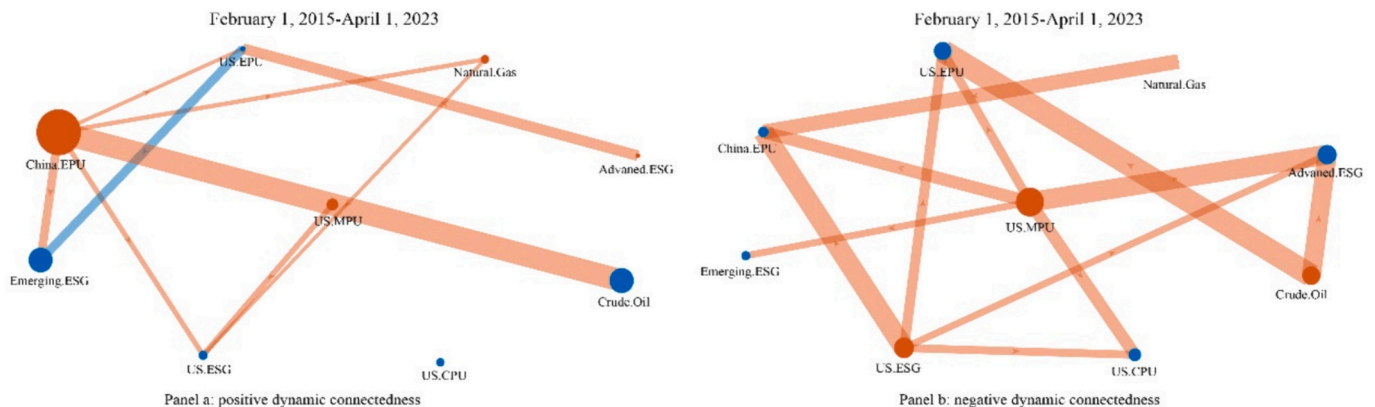 February 1, 2015-April 1, 2023
US.EPU
Natural.Gas
China.EPU
Advaned.ESG
US.MPU
Emerging.ESG
Crude.Oil
US.ESG
US.CPU
Panel a: positive dynamic connectedness
February 1, 2015-April 1, 2023
US.EPU
Natural.Gas
China.EPU
Advaned.ESG
US.MPU
Emerging.ESG
Crude.Oil
US.ESG
US.CPU
Panel b: negative dynamic connectedness